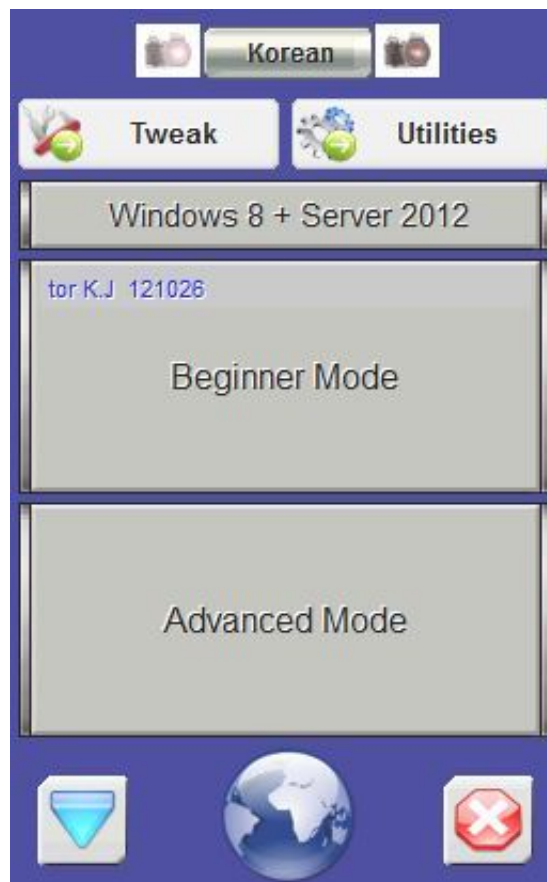 Korean
Tweak Utilities
Windows 8 + Server 2012
tor K.J 121026
Beginner Mode
Advanced Mode